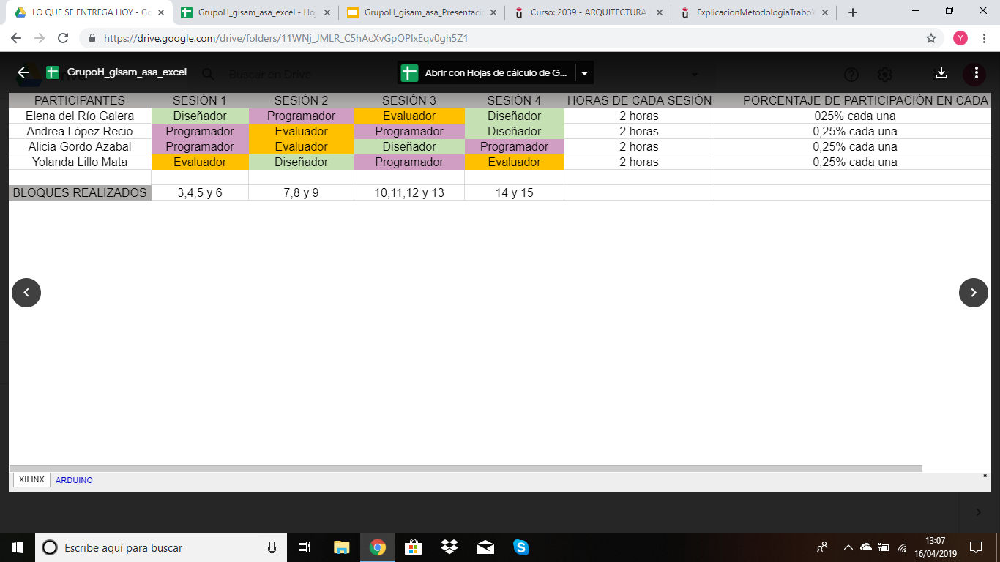 LO QUE SE ENTREGA HOY - Go
GrupoH_gisam_asa_excel - Hoj
GrupoH_gisam_asa_Presentaci
Curso: 2039 - ARQUITECTURA
ExplicacionMetodologiaTraboY
https://drive.google.com/drive/folders/11WNj_JMLR_C5hAcXvGpOPIxEqv0gh5Z1
Y
GrupoH_gisam_asa_excel
Buscar en Drive
Abrir con Hojas de cálculo de G...
PARTICIPANTES SESIÓN 1 SESIÓN 2 SESIÓN 3 SESIÓN 4 HORAS DE CADA SESIÓN PORCENTAJE DE PARTICIPACIÓN EN CADA
Elena del Río Galera Diseñador Programador Evaluador Diseñador 2 horas 025% cada una
Andrea López Recio Programador Evaluador Programador Diseñador 2 horas 0,25% cada una
Alicia Gordo Azabal Programador Evaluador Diseñador Programador 2 horas 0,25% cada una
Yolanda Lillo Mata Evaluador Diseñador Programador Evaluador 2 horas 0,25% cada una
BLOQUES REALIZADOS 3,4,5 y 6 7,8 y 9 10,11,12 y 13 14 y 15
XILINX ARDUINO
Escribe aquí para buscar
13:07
16/04/2019